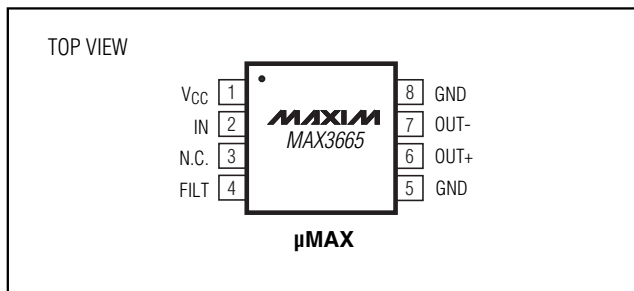 TOP VIEW
VCC 1
IN 2
N.C. 3
FILT 4
MAXIM
MAX3665
8 GND
7 OUT-
6 OUT+
5 GND
µMAX